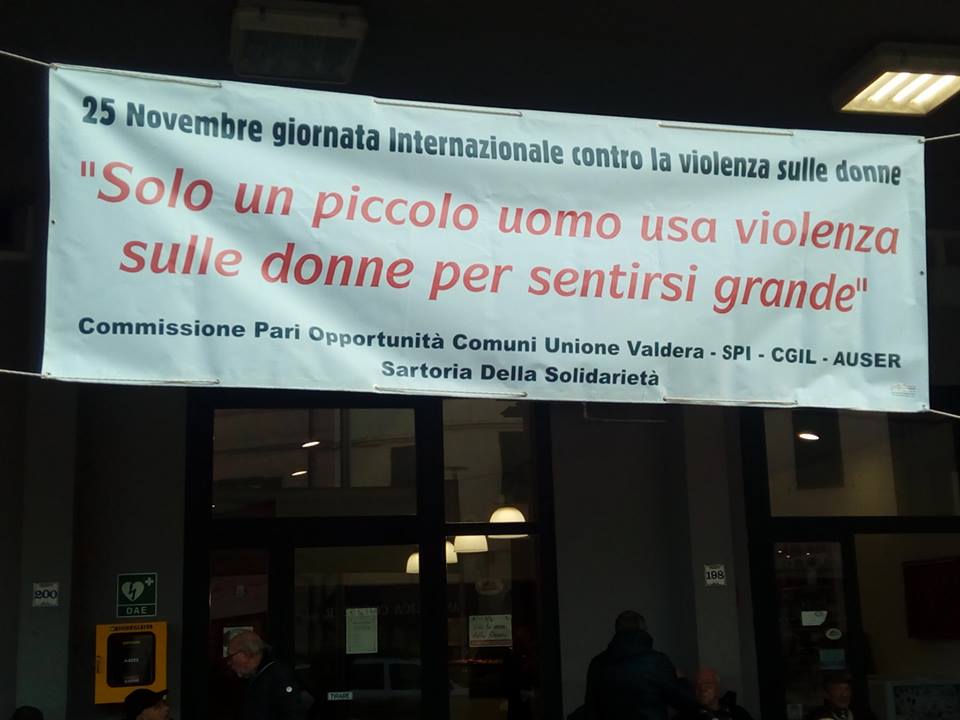 25 Novembre giornata Internazionale contro la violenza sulle donne
"Solo un piccolo uomo usa violenza
sulle donne per sentirsi grande"
Commissione Pari Opportunità Comuni Unione Valdera - SPI - CGIL - AUSER
Sartoria Della Solidarietà
200
198
DAE
TIRARE